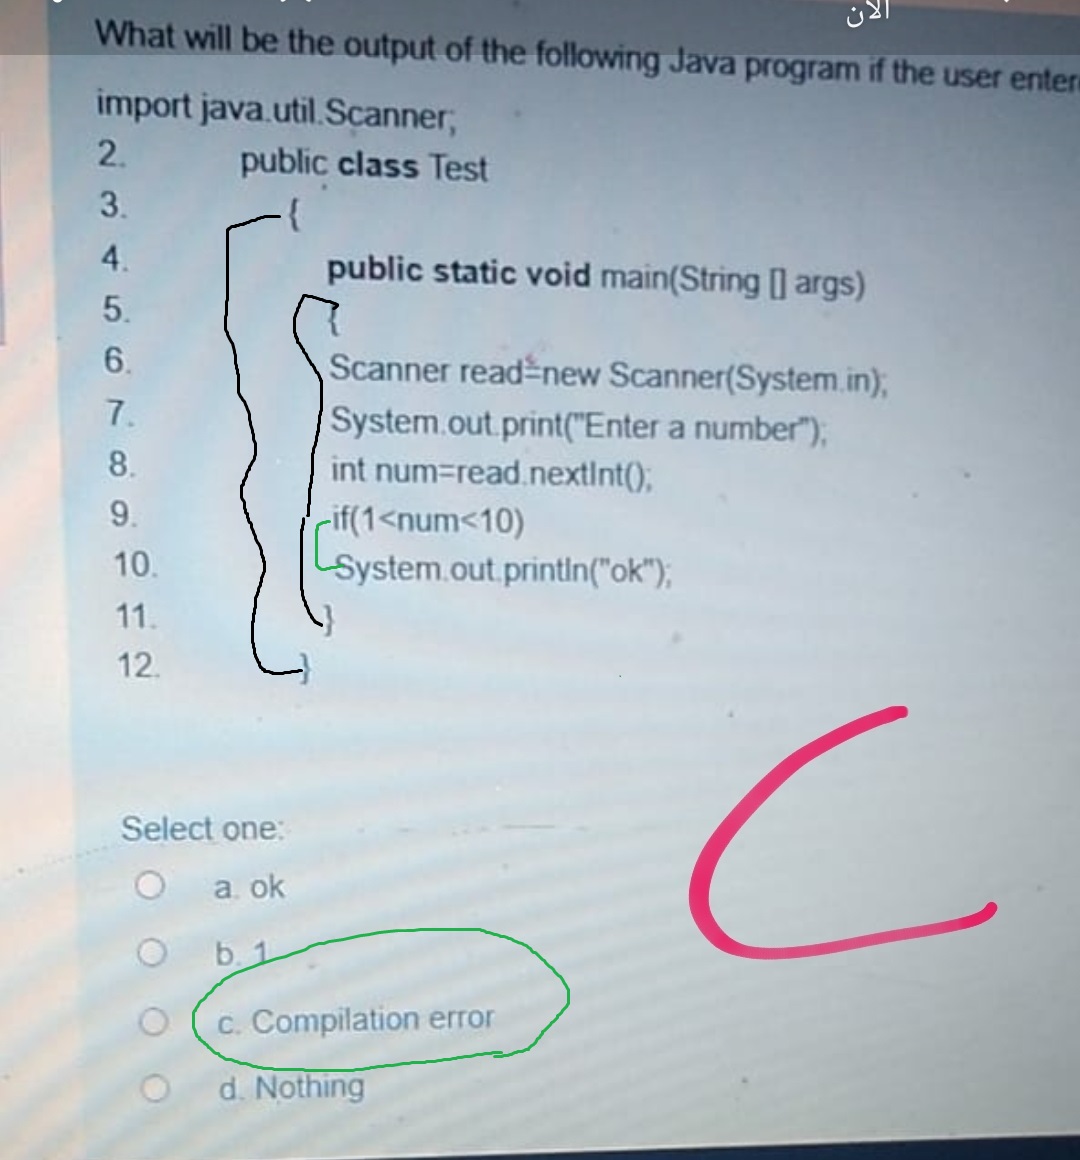 الآن
What will be the output of the following Java program if the user enter
import java.util.Scanner;
2. public class Test
3. {
4. public static void main(String [] args)
5. {
6. Scanner read=new Scanner(System.in);
7. System.out.print("Enter a number");
8. int num=read.nextInt();
9. if(1<num<10)
10. System.out.println("ok");
11. }
12. }
Select one:
a. ok
b. 1
c. Compilation error
d. Nothing
C